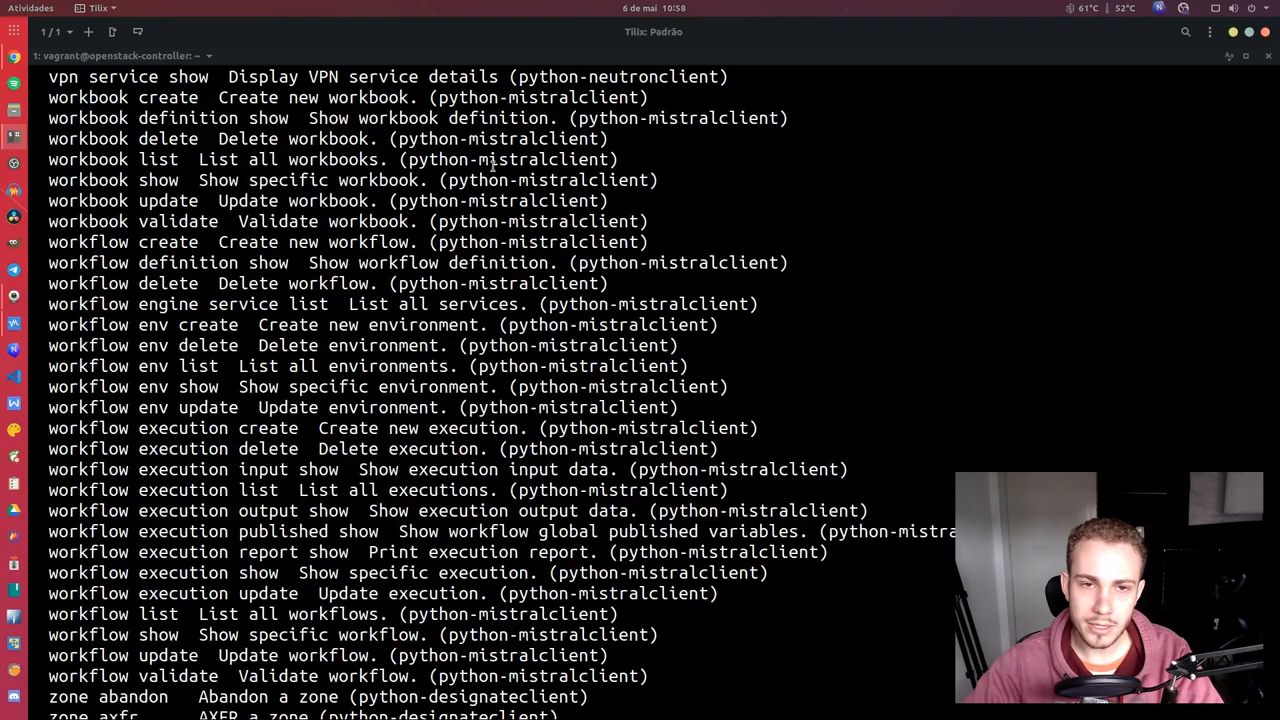 Atividades
Tilix
6 de mai 10:58
61°C
52°C
1 / 1
Tilix: Padrão
1: vagrant@openstack-controller: ~
vpn service show  Display VPN service details (python-neutronclient)
workbook create  Create new workbook. (python-mistralclient)
workbook definition show  Show workbook definition. (python-mistralclient)
workbook delete  Delete workbook. (python-mistralclient)
workbook list  List all workbooks. (python-mistralclient)
workbook show  Show specific workbook. (python-mistralclient)
workbook update  Update workbook. (python-mistralclient)
workbook validate  Validate workbook. (python-mistralclient)
workflow create  Create new workflow. (python-mistralclient)
workflow definition show  Show workflow definition. (python-mistralclient)
workflow delete  Delete workflow. (python-mistralclient)
workflow engine service list  List all services. (python-mistralclient)
workflow env create  Create new environment. (python-mistralclient)
workflow env delete  Delete environment. (python-mistralclient)
workflow env list  List all environments. (python-mistralclient)
workflow env show  Show specific environment. (python-mistralclient)
workflow env update  Update environment. (python-mistralclient)
workflow execution create  Create new execution. (python-mistralclient)
workflow execution delete  Delete execution. (python-mistralclient)
workflow execution input show  Show execution input data. (python-mistralclient)
workflow execution list  List all executions. (python-mistralclient)
workflow execution output show  Show execution output data. (python-mistralclient)
workflow execution published show  Show workflow global published variables. (python-mistra
workflow execution report show  Print execution report. (python-mistralclient)
workflow execution show  Show specific execution. (python-mistralclient)
workflow execution update  Update execution. (python-mistralclient)
workflow list  List all workflows. (python-mistralclient)
workflow show  Show specific workflow. (python-mistralclient)
workflow update  Update workflow. (python-mistralclient)
workflow validate  Validate workflow. (python-mistralclient)
zone abandon   Abandon a zone (python-designateclient)
zone axfr      AXFR a zone (python-designateclient)